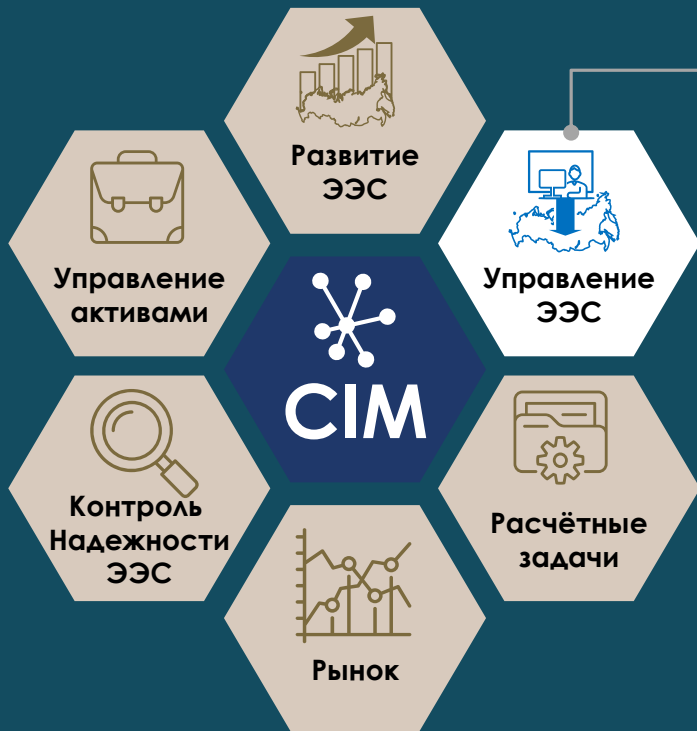 Развитие
ЭЭС
Управление
активами
Управление
ЭЭС
CIM
Контроль
Надежности
ЭЭС
Расчётные
задачи
Рынок